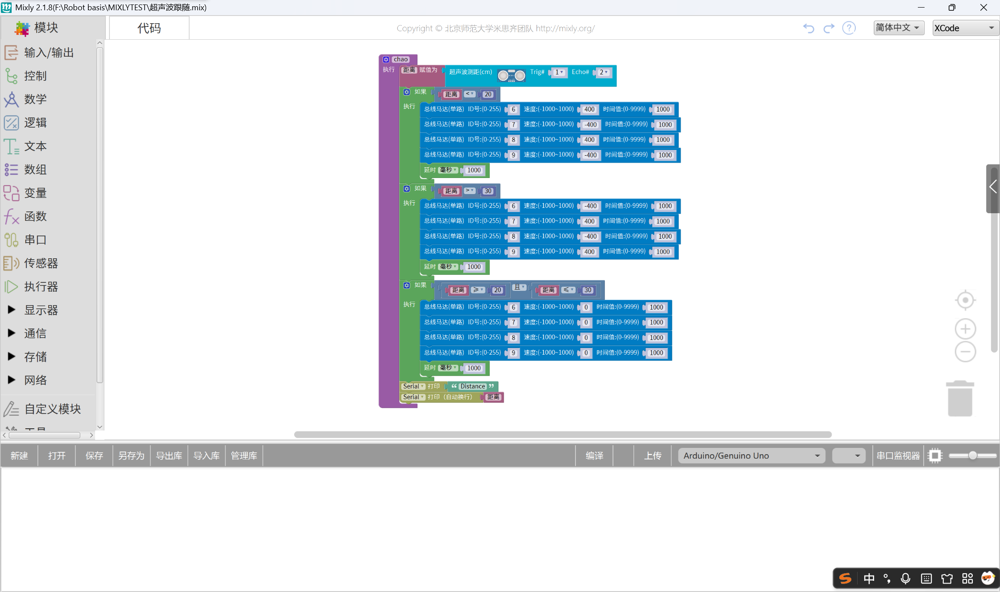 Mixly 2.1.8(F:\Robot basis\MIXLYTEST\超声波跟随.mix)
模块
代码
Copyright © 北京师范大学米思齐团队 http://mixly.org/
简体中文
XCode
输入/输出
控制
数学
逻辑
文本
数组
变量
函数
串口
传感器
执行器
显示器
通信
存储
网络
自定义模块
工具
chao
执行 距离 赋值为 超声波测距(cm) Trig# 1 Echo# 2
如果 距离 < 20
执行 总线马达(单路) ID号:(0-255) 6 速度:(-1000~1000) 400 时间值:(0-9999) 1000
总线马达(单路) ID号:(0-255) 7 速度:(-1000~1000) -400 时间值:(0-9999) 1000
总线马达(单路) ID号:(0-255) 8 速度:(-1000~1000) 400 时间值:(0-9999) 1000
总线马达(单路) ID号:(0-255) 9 速度:(-1000~1000) -400 时间值:(0-9999) 1000
延时 毫秒 1000
如果 距离 > 30
执行 总线马达(单路) ID号:(0-255) 6 速度:(-1000~1000) -400 时间值:(0-9999) 1000
总线马达(单路) ID号:(0-255) 7 速度:(-1000~1000) 400 时间值:(0-9999) 1000
总线马达(单路) ID号:(0-255) 8 速度:(-1000~1000) -400 时间值:(0-9999) 1000
总线马达(单路) ID号:(0-255) 9 速度:(-1000~1000) 400 时间值:(0-9999) 1000
延时 毫秒 1000
如果 距离 ≥ 20 且 距离 ≤ 30
执行 总线马达(单路) ID号:(0-255) 6 速度:(-1000~1000) 0 时间值:(0-9999) 1000
总线马达(单路) ID号:(0-255) 7 速度:(-1000~1000) 0 时间值:(0-9999) 1000
总线马达(单路) ID号:(0-255) 8 速度:(-1000~1000) 0 时间值:(0-9999) 1000
总线马达(单路) ID号:(0-255) 9 速度:(-1000~1000) 0 时间值:(0-9999) 1000
延时 毫秒 1000
Serial 打印 “ Distance ”
Serial 打印（自动换行） 距离
新建 打开 保存 另存为 导出库 导入库 管理库 编译 上传 Arduino/Genuino Uno 串口监视器
中